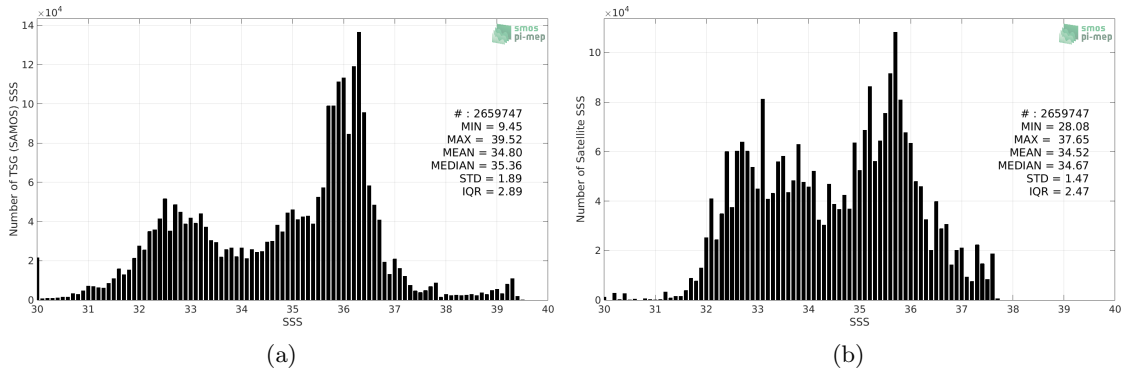 ×10⁴
14
12
10
8
6
4
2
0
Number of TSG (SAMOS) SSS
30 31 32 33 34 35 36 37 38 39 40
SSS
smos
pi-mep
# : 2659747
MIN = 9.45
MAX = 39.52
MEAN = 34.80
MEDIAN = 35.36
STD = 1.89
IQR = 2.89
(a)
×10⁴
10
8
6
4
2
0
Number of Satellite SSS
30 31 32 33 34 35 36 37 38 39 40
SSS
smos
pi-mep
# : 2659747
MIN = 28.08
MAX = 37.65
MEAN = 34.52
MEDIAN = 34.67
STD = 1.47
IQR = 2.47
(b)